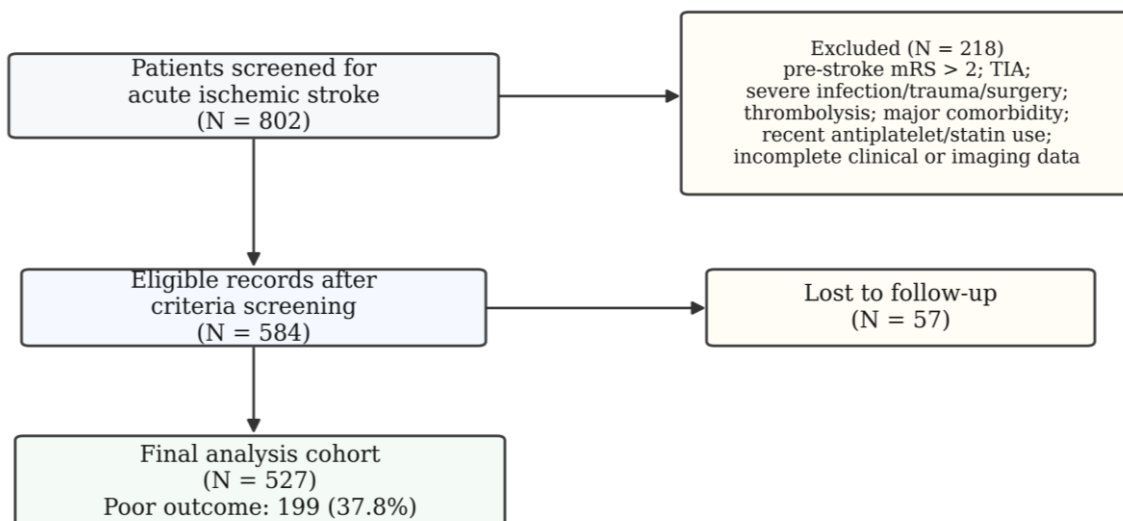 Patients screened for
acute ischemic stroke
(N = 802)
Excluded (N = 218)
pre-stroke mRS > 2; TIA;
severe infection/trauma/surgery;
thrombolysis; major comorbidity;
recent antiplatelet/statin use;
incomplete clinical or imaging data
Eligible records after
criteria screening
(N = 584)
Lost to follow-up
(N = 57)
Final analysis cohort
(N = 527)
Poor outcome: 199 (37.8%)